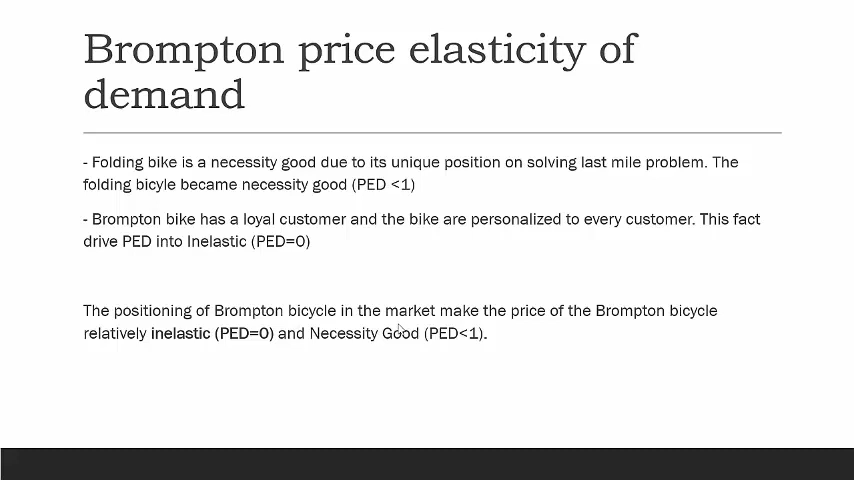 Brompton price elasticity of
demand
- Folding bike is a necessity good due to its unique position on solving last mile problem. The
folding bicyle became necessity good (PED <1)
- Brompton bike has a loyal customer and the bike are personalized to every customer. This fact
drive PED into Inelastic (PED=0)
The positioning of Brompton bicycle in the market make the price of the Brompton bicycle
relatively inelastic (PED=0) and Necessity Good (PED<1).